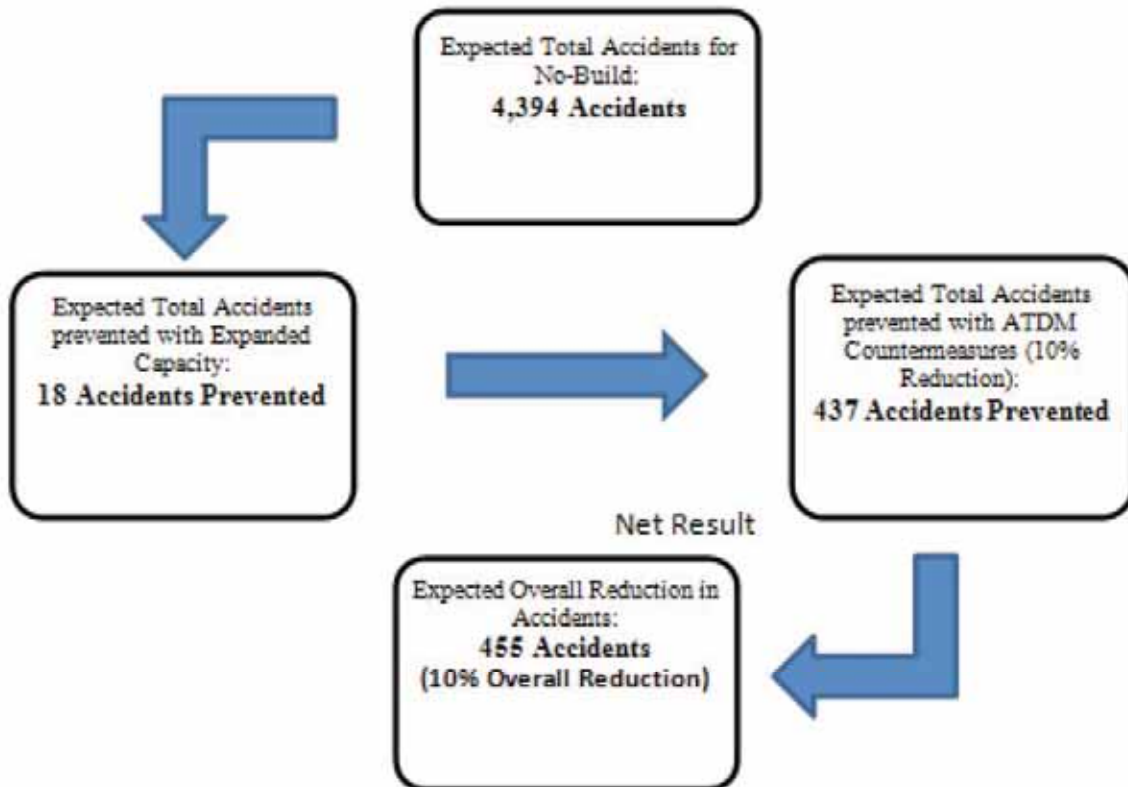 Expected Total Accidents for
No-Build:
4,394 Accidents
Expected Total Accidents
prevented with Expanded
Capacity:
18 Accidents Prevented
Expected Total Accidents
prevented with ATDM
Countermeasures (10%
Reduction):
437 Accidents Prevented
Net Result
Expected Overall Reduction in
Accidents:
455 Accidents
(10% Overall Reduction)